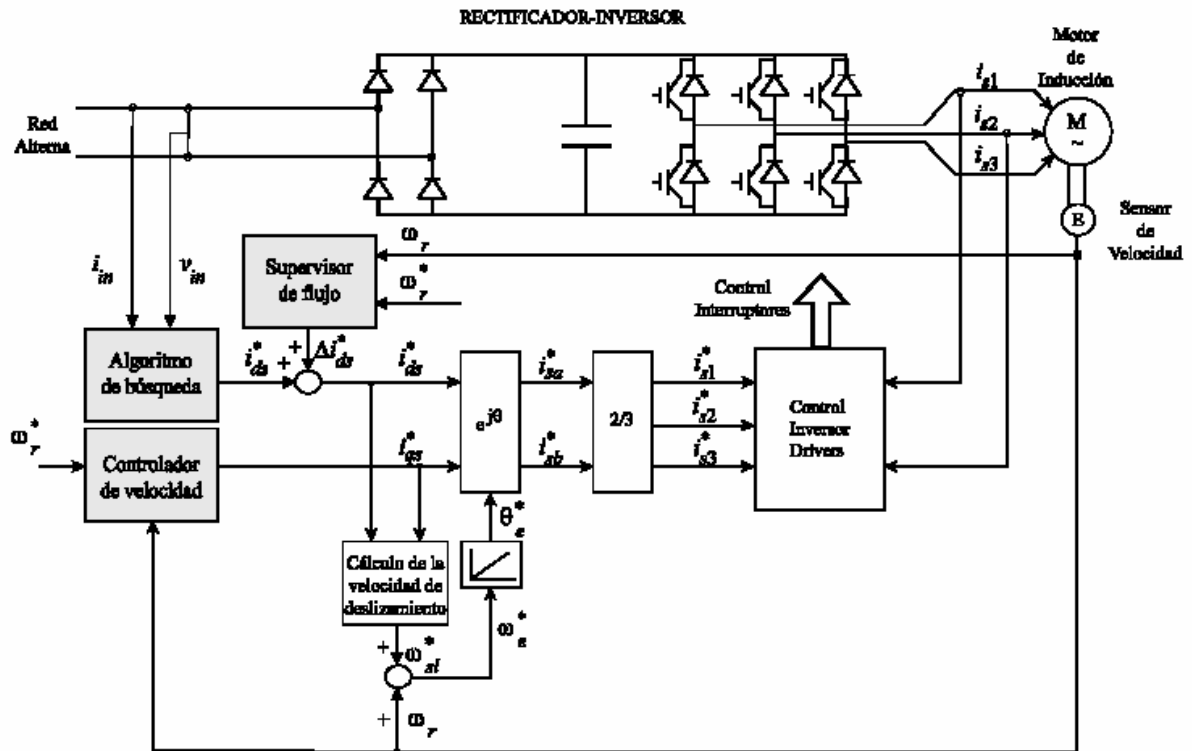 RECTIFICADOR-INVERSOR
Motor
de
Inducción
i_s1
i_s2
i_s3
M
~
Red
Alterna
E
Sensor
de
Velocidad
i_in
v_in
ω_r
ω_r^*
Supervisor
de flujo
Control
Interruptores
Algoritmo
de búsqueda
i_ds^*
+
+
Δi_ds^*
i_ds^*
i_sa^*
i_s1^*
i_s2^*
i_s3^*
e^jθ
2/3
Control
Inversor
Drivers
ω_r^*
Controlador
de velocidad
i_qs^*
i_sb^*
θ_e^*
Cálculo de la
velocidad de
deslizamiento
ω_e^*
+
ω_sl^*
+
ω_r